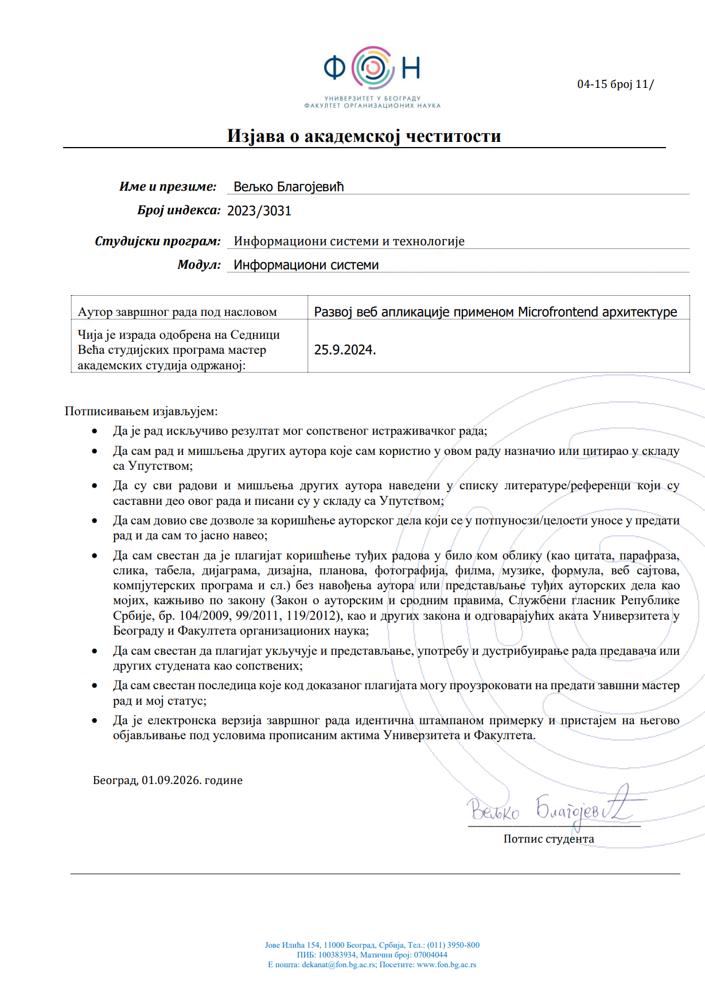 Ф Н
УНИВЕРЗИТЕТ У БЕОГРАДУ
ФАКУЛТЕТ ОРГАНИЗАЦИОНИХ НАУКА
04-15 број 11/
Изјава о академској честитости
Име и презиме: Вељко Благојевић
Број индекса: 2023/3031
Студијски програм: Информациони системи и технологије
Модул: Информациони системи
Аутор завршног рада под насловом Развој веб апликације применом Microfrontend архитектуре
Чија је израда одобрена на Седници
Већа студијских програма мастер
академских студија одржаној:
25.9.2024.
Потписивањем изјављујем:
• Да је рад искључиво резултат мог сопственог истраживачког рада;
• Да сам рад и мишљења других аутора које сам користио у овом раду назначио или цитирао у складу
са Упутством;
• Да су сви радови и мишљења других аутора наведени у списку литературе/референци који су
саставни део овог рада и писани су у складу са Упутством;
• Да сам довио све дозволе за коришћење ауторског дела који се у потпуносзи/целости уносе у предати
рад и да сам то јасно навео;
• Да сам свестан да је плагијат коришћење туђих радова у било ком облику (као цитата, парафраза,
слика, табела, дијаграма, дизајна, планова, фотографија, филма, музике, формула, веб сајтова,
компјутерских програма и сл.) без навођења аутора или представљање туђих ауторских дела као
мојих, кажњиво по закону (Закон о ауторским и сродним правима, Службени гласник Републике
Србије, бр. 104/2009, 99/2011, 119/2012), као и других закона и одговарајућих аката Универзитета у
Београду и Факултета организационих наука;
• Да сам свестан да плагијат укључује и представљање, употребу и дустрибуирање рада предавача или
других студената као сопствених;
• Да сам свестан последица које код доказаног плагијата могу проузроковати на предати завшни мастер
рад и мој статус;
• Да је електронска верзија завршног рада идентична штампаном примерку и пристајем на његово
објављивање под условима прописаним актима Универзитета и Факултета.
Београд, 01.09.2026. године
Вељко Благојевић
Потпис студента
Јове Илића 154, 11000 Београд, Србија, Тел.: (011) 3950-800
ПИБ: 100383934, Матични број: 07004044
Е пошта: dekanat@fon.bg.ac.rs; Посетите: www.fon.bg.ac.rs